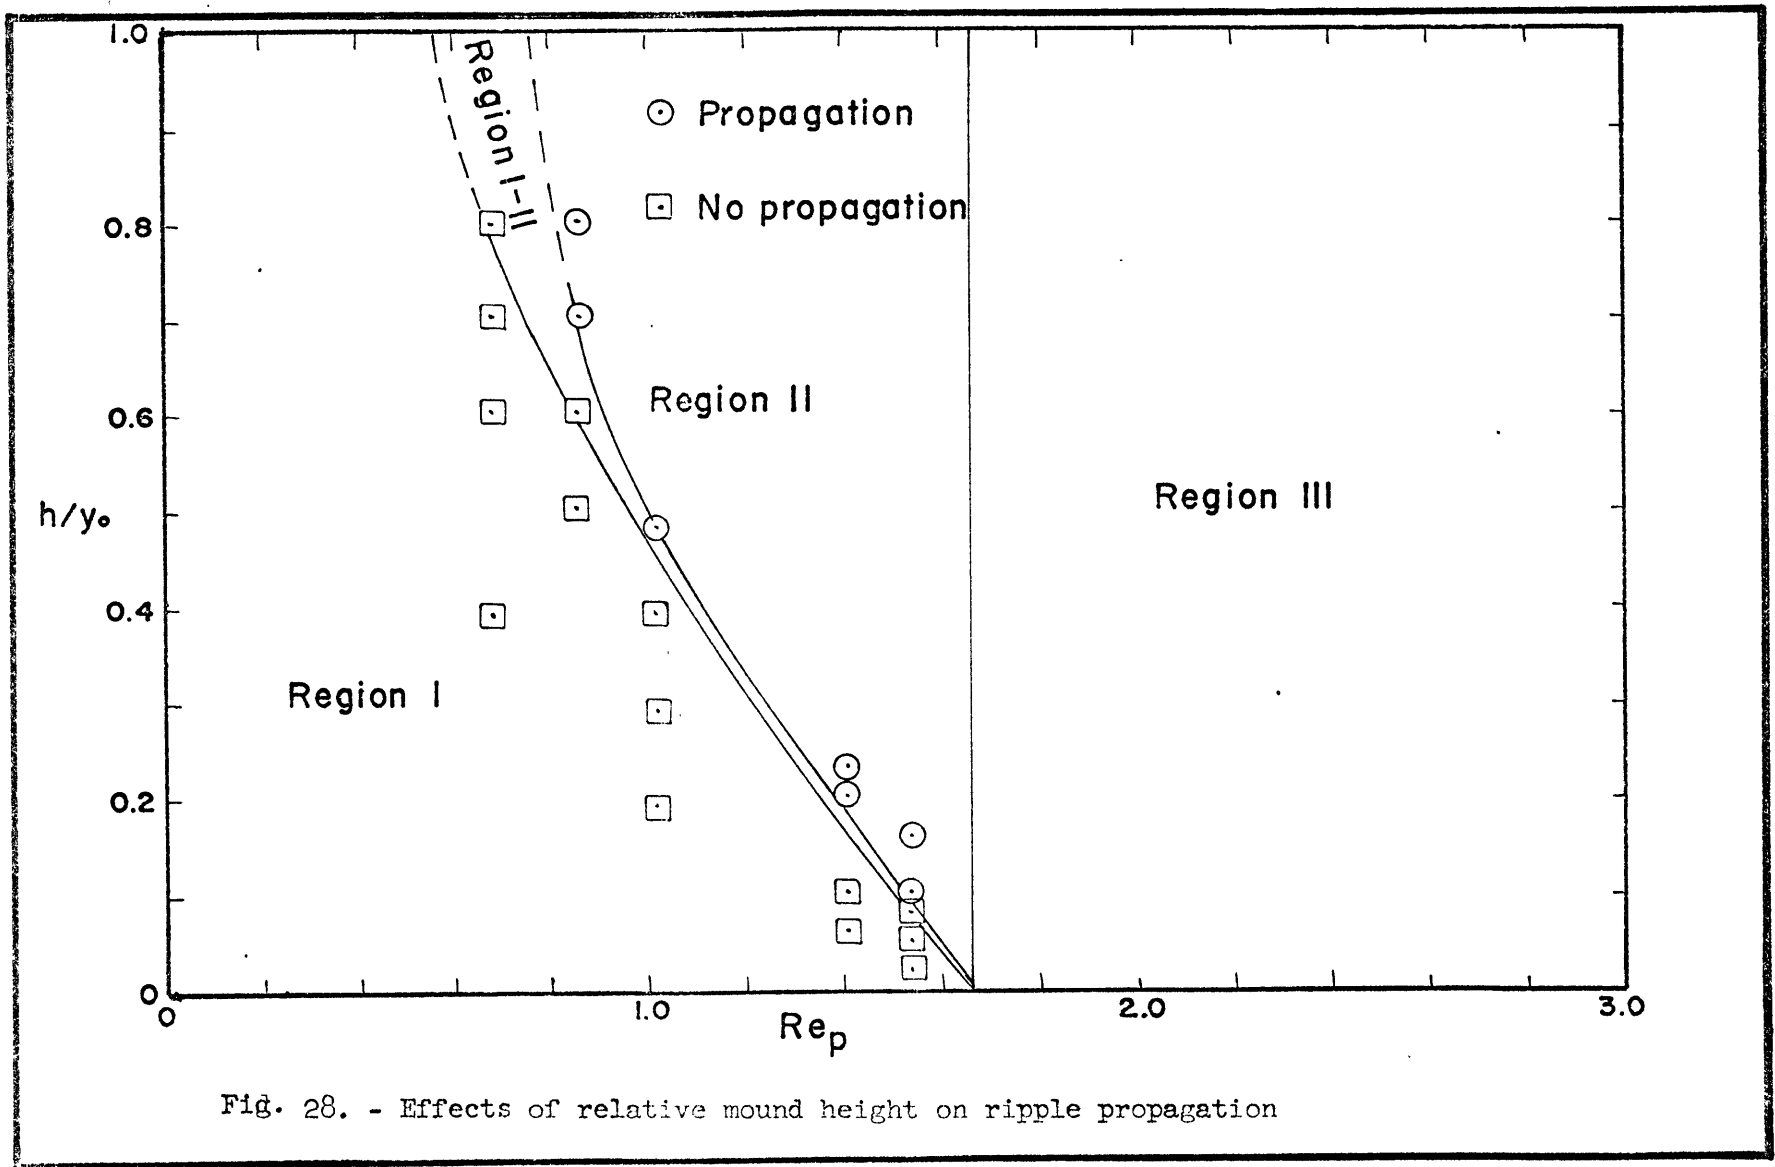 1.0
Region I-II
Propagation
No propagation
0.8
0.6
Region II
h/y₀
Region III
0.4
Region I
0.2
0
0
1.0
2.0
3.0
Reₚ
Fig. 28. - Effects of relative mound height on ripple propagation